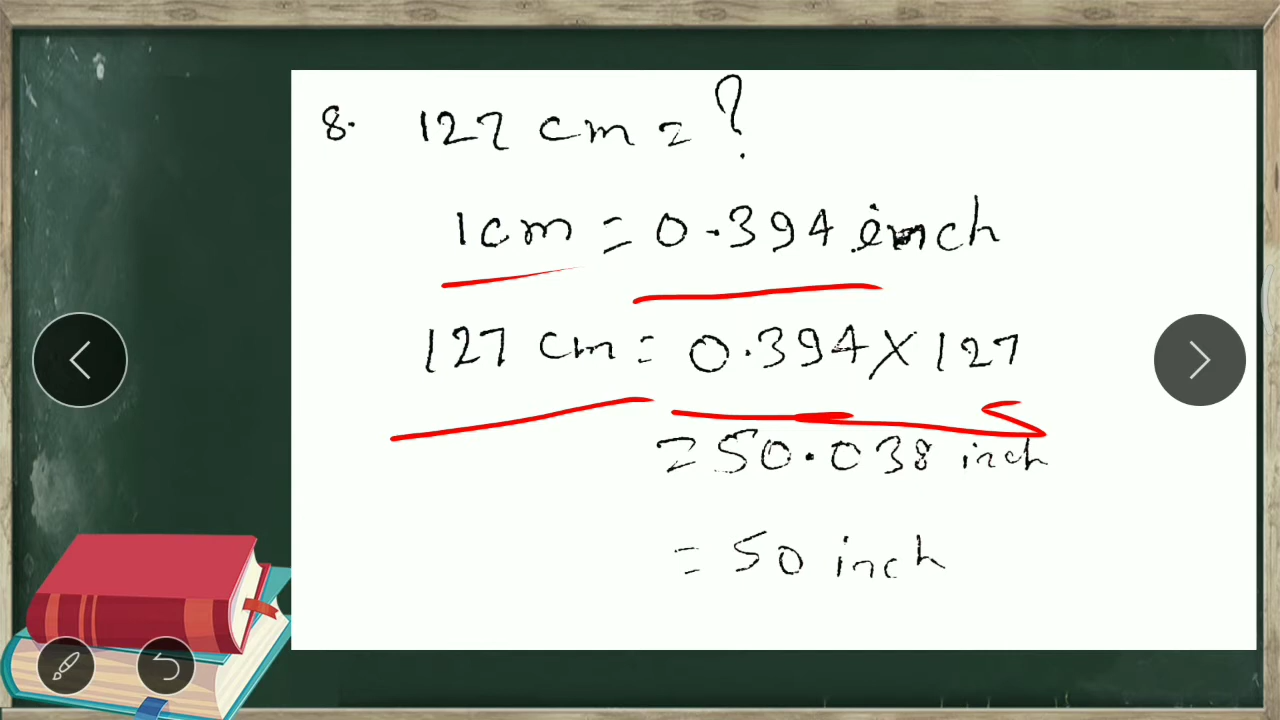 8. 127 cm = ?
1cm = 0.394 inch
127 cm = 0.394 X 127
= 50.038 inch
= 50 inch